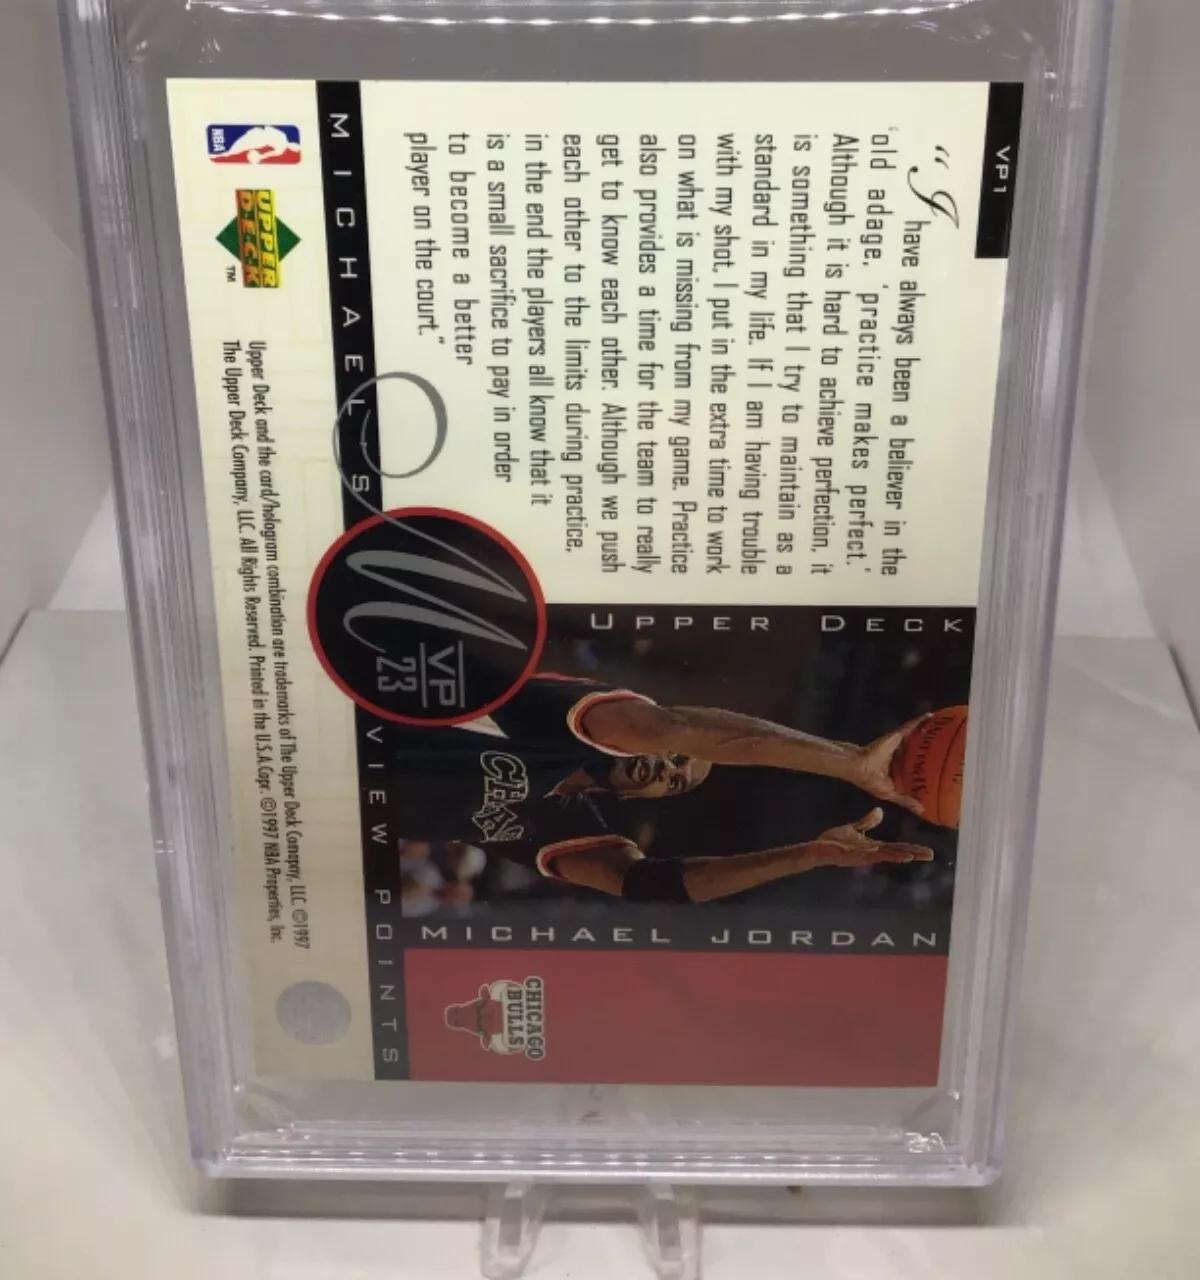 VP1
"I have always been a believer in the
'old adage, 'practice makes perfect.'
Although it is hard to achieve perfection, it
is something that I try to maintain as a
standard in my life. If I am having trouble
with my shot, I put in the extra time to work
on what is missing from my game. Practice
also provides a time for the team to really
get to know each other. Although we push
each other to the limits during practice,
in the end the players all know that it
is a small sacrifice to pay in order
to become a better
player on the court."
UPPER DECK
MICHAEL JORDAN
CHICAGO
BULLS
M VP
23
MICHAEL'S VIEW POINTS
NBA
UPPER
DECK
™
Upper Deck and the card/hologram combination are trademarks of The Upper Deck Comapny, LLC. ©1997
The Upper Deck Company, LLC. All Rights Reserved. Printed in the U.S.A. Copr. ©1997 NBA Properties, Inc.